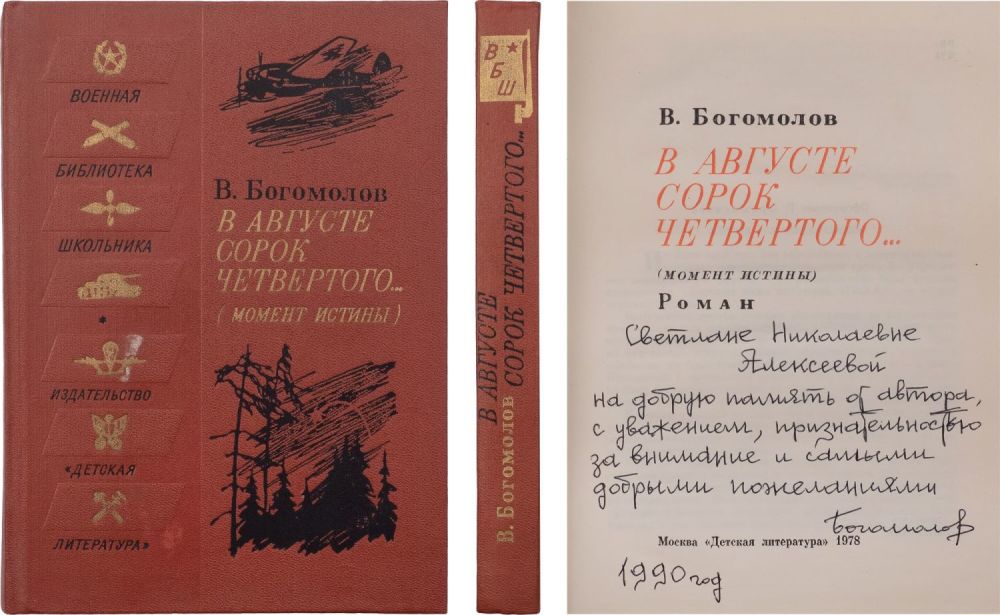 ВОЕННАЯ
БИБЛИОТЕКА
ШКОЛЬНИКА
*
ИЗДАТЕЛЬСТВО
«ДЕТСКАЯ
ЛИТЕРАТУРА»
В. Богомолов
В АВГУСТЕ
СОРОК
ЧЕТВЕРТОГО...
(МОМЕНТ ИСТИНЫ)
ВБШ
В. Богомолов В АВГУСТЕ СОРОК ЧЕТВЕРТОГО...
В. Богомолов
В АВГУСТЕ
СОРОК
ЧЕТВЕРТОГО...
(МОМЕНТ ИСТИНЫ)
Роман
Светлане Николаевне
Алексеевой
на добрую память от автора,
с уважением, признательностью
за внимание и самыми
добрыми пожеланиями
Богомолов
Москва «Детская литература» 1978
1990 год